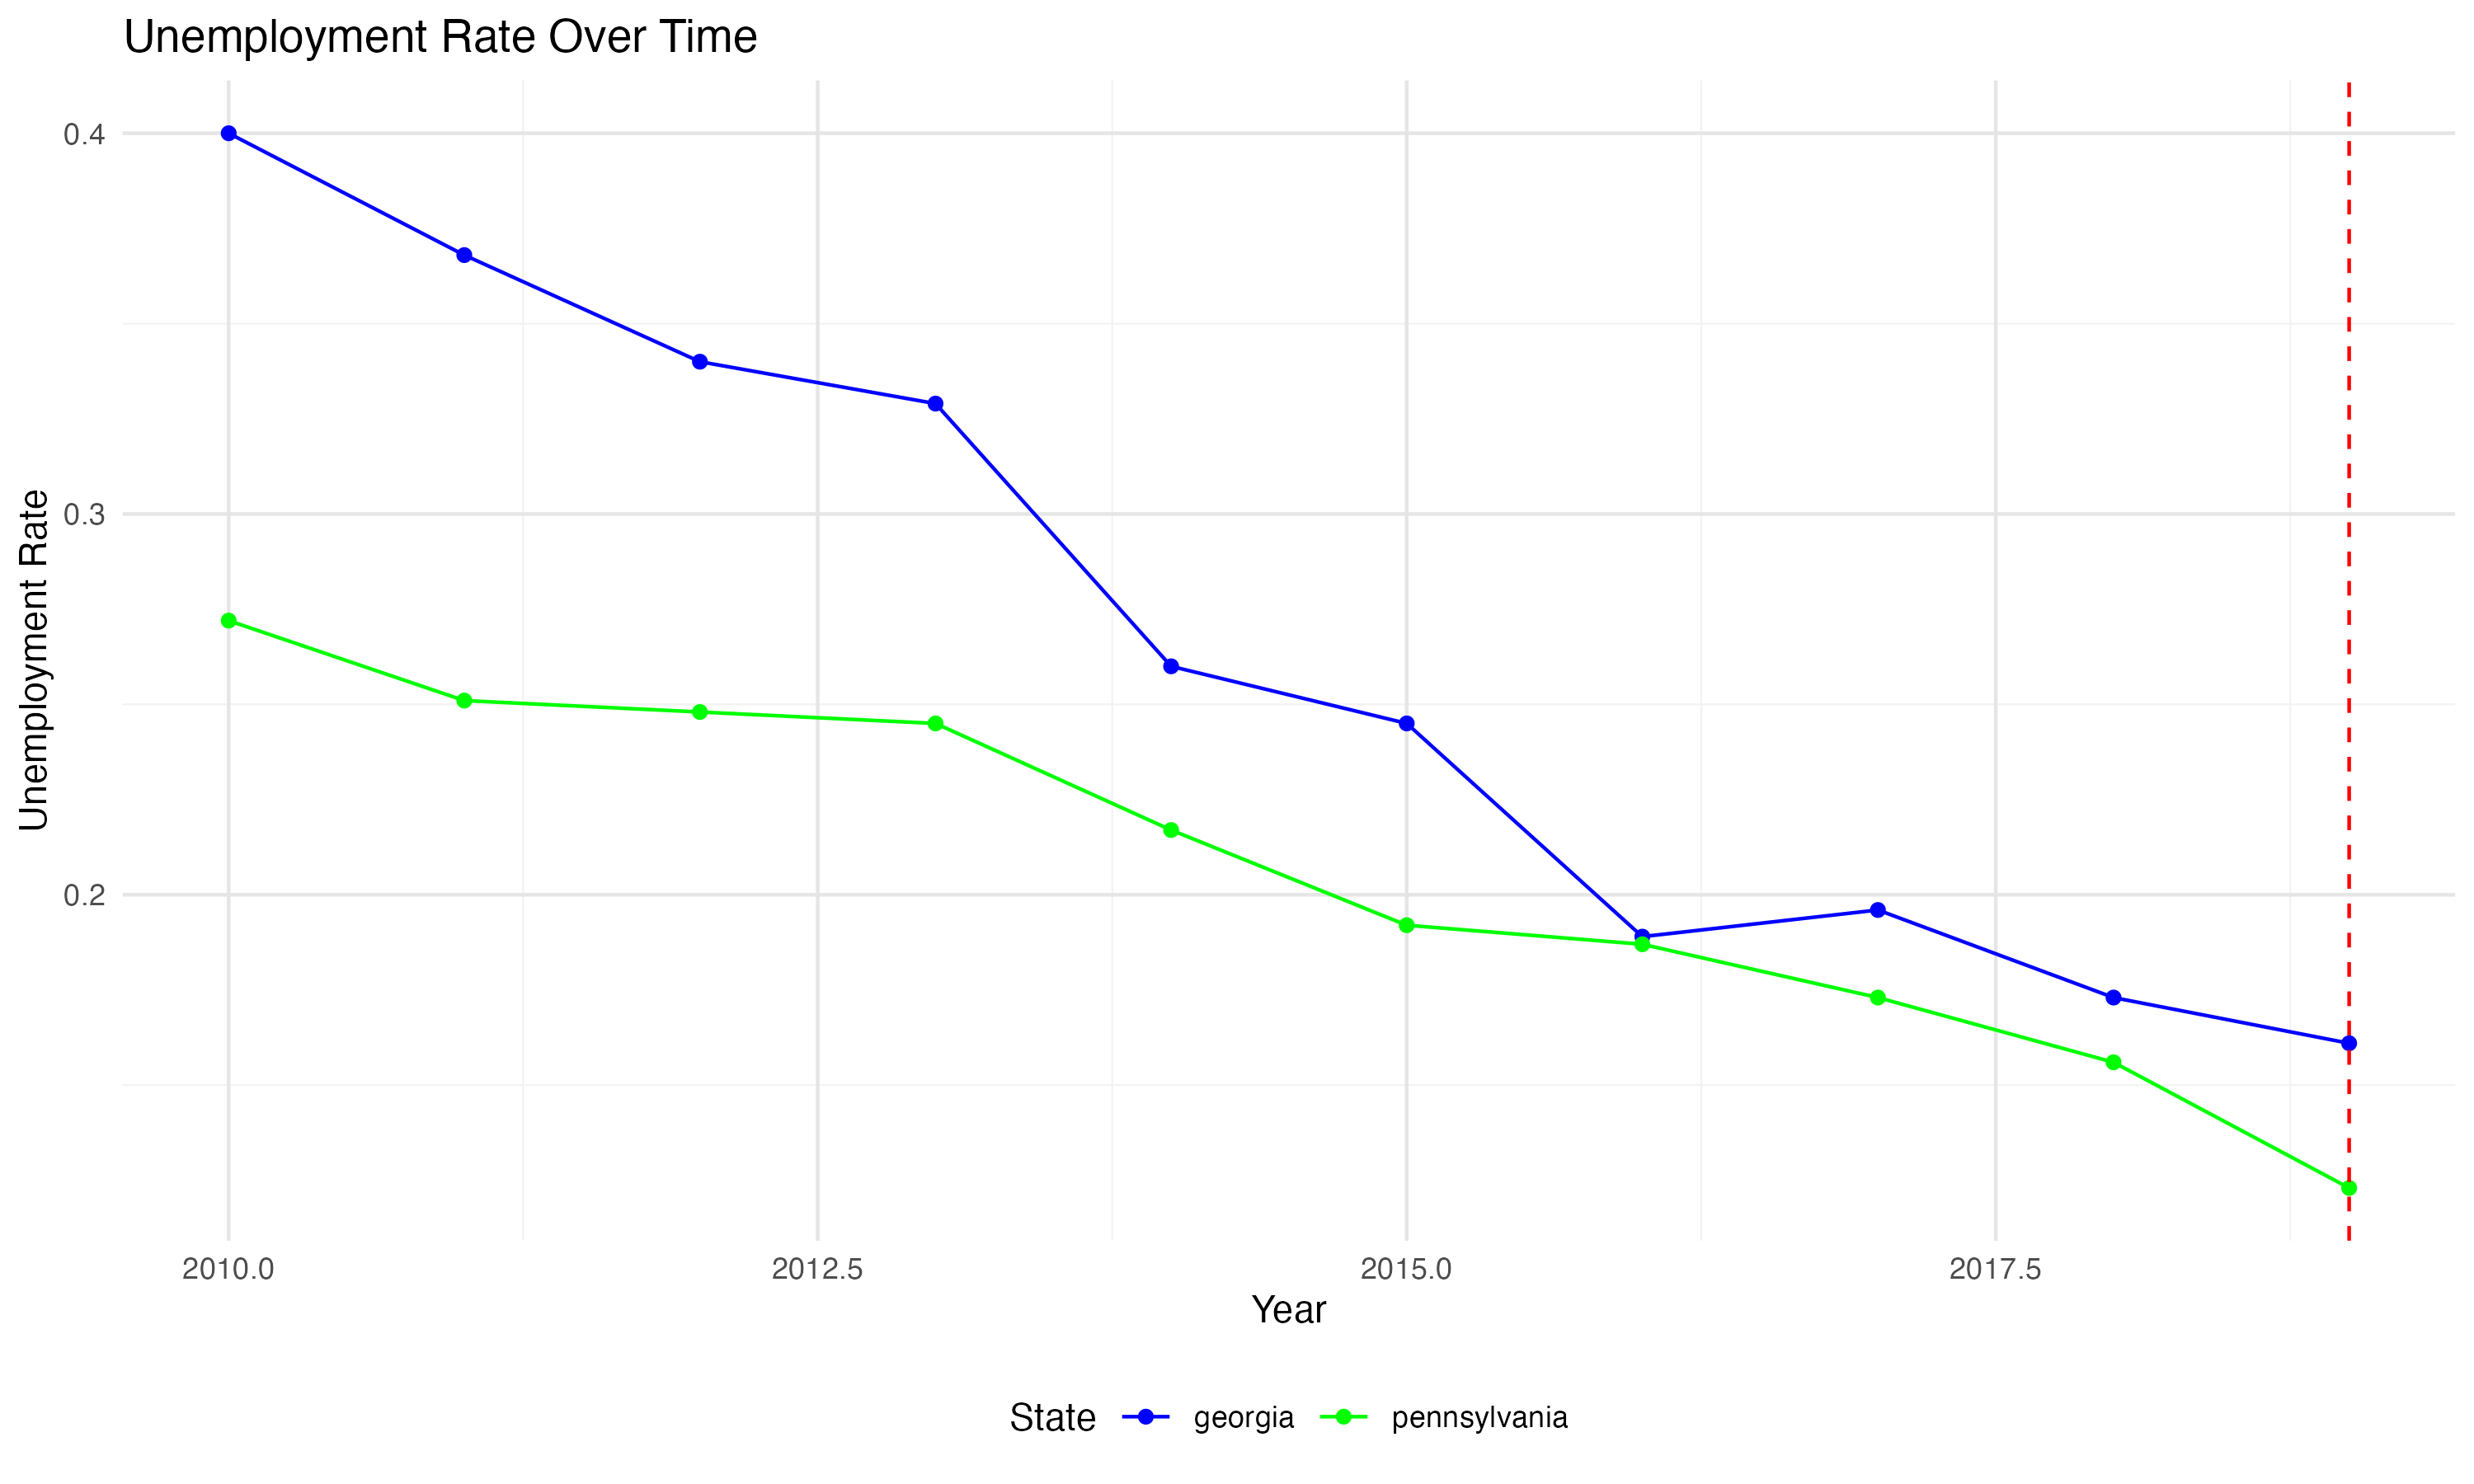 Unemployment Rate Over Time
Unemployment Rate
0.4
0.3
0.2
2010.0 2012.5 2015.0 2017.5
Year
State georgia pennsylvania